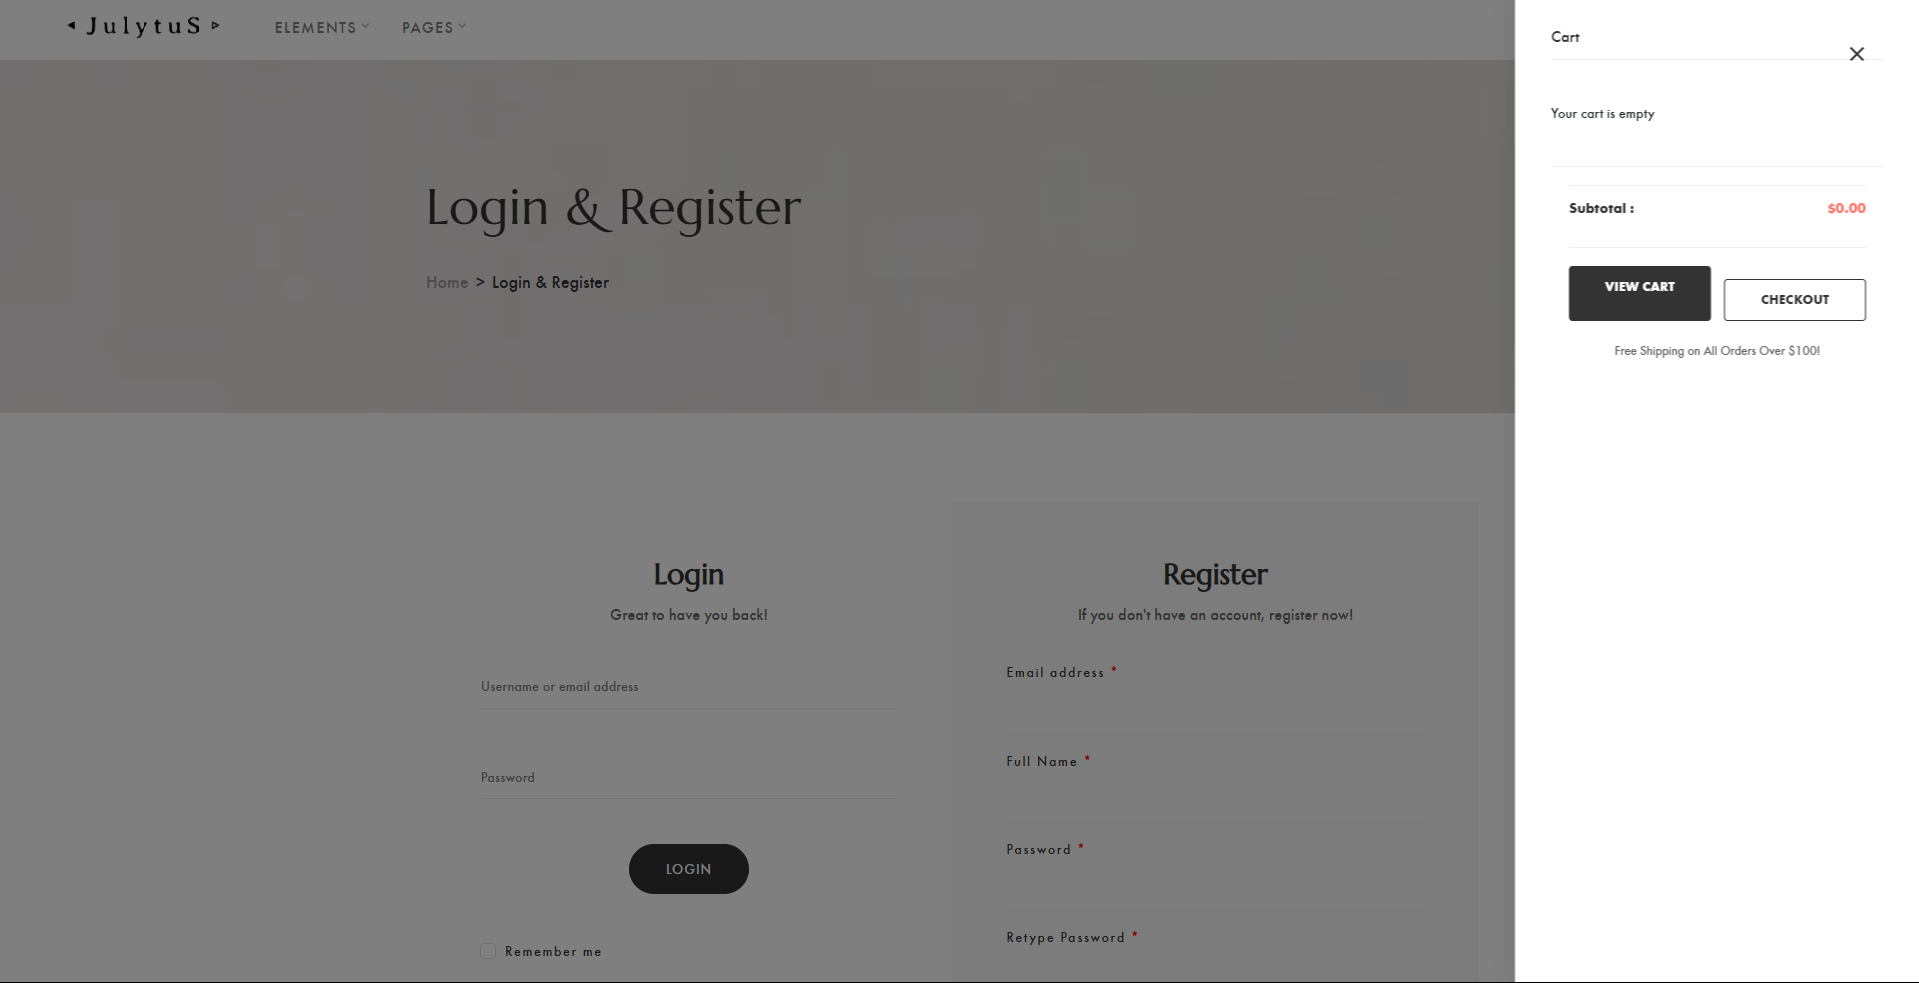 JulytuS
ELEMENTS
PAGES
Login & Register
Home > Login & Register
Login
Great to have you back!
Username or email address
Password
LOGIN
Remember me
Register
If you don't have an account, register now!
Email address *
Full Name *
Password *
Retype Password *
Cart
Your cart is empty
Subtotal : $0.00
VIEW CART
CHECKOUT
Free Shipping on All Orders Over $100!